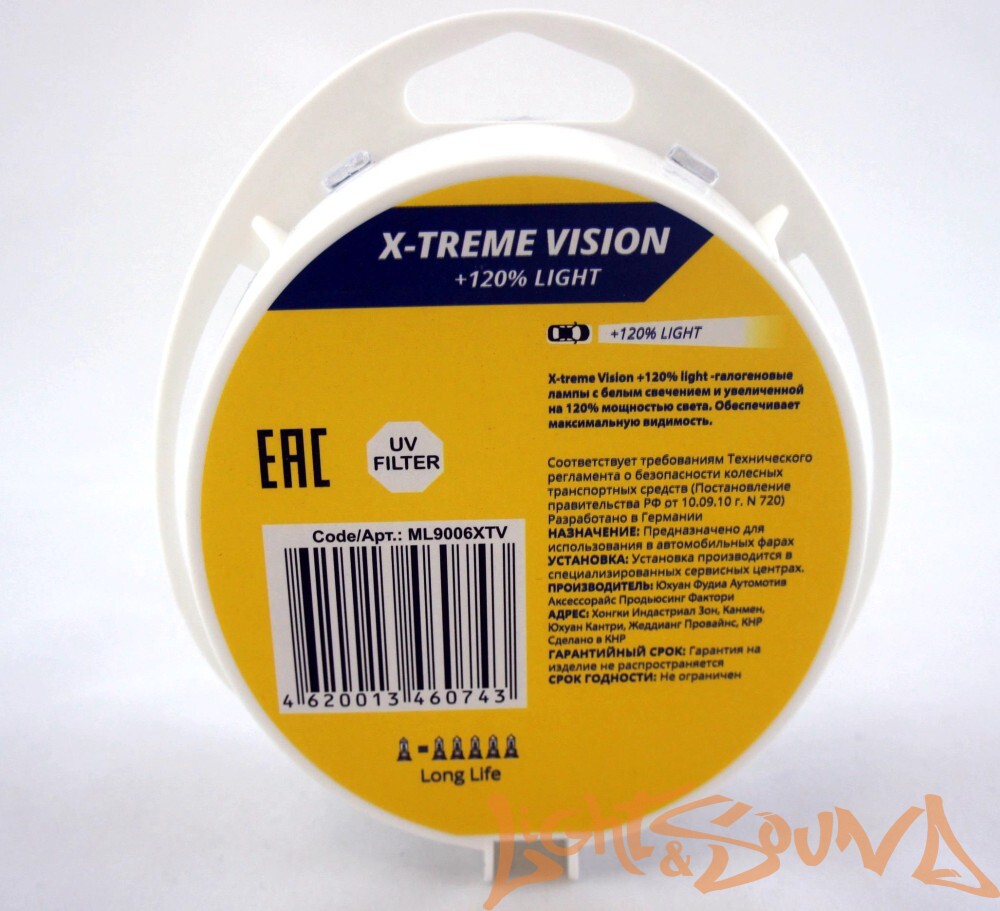 X-TREME VISION
+120% LIGHT
+120% LIGHT
X-treme Vision +120% light -галогеновые
лампы с белым свечением и увеличенной
на 120% мощностью света. Обеспечивает
максимальную видимость.
EAC
UV
FILTER
Соответствует требованиям Технического
регламента о безопасности колесных
транспортных средств (Постановление
правительства РФ от 10.09.10 г. N 720)
Разработано в Германии
НАЗНАЧЕНИЕ: Предназначено для
использования в автомобильных фарах
УСТАНОВКА: Установка производится в
специализированных сервисных центрах.
ПРОИЗВОДИТЕЛЬ: Юхуан Фудиа Аутомотив
Аксессорайс Продьюсинг Фактори
АДРЕС: Хонгки Индастриал Зон, Канмен,
Юхуан Кантри, Жеддианг Провайнс, КНР
Сделано в КНР
ГАРАНТИЙНЫЙ СРОК: Гарантия на
изделие не распространяется
СРОК ГОДНОСТИ: Не ограничен
Code/Арт.: ML9006XTV
4 620013 460743
Long Life
Light & Sound